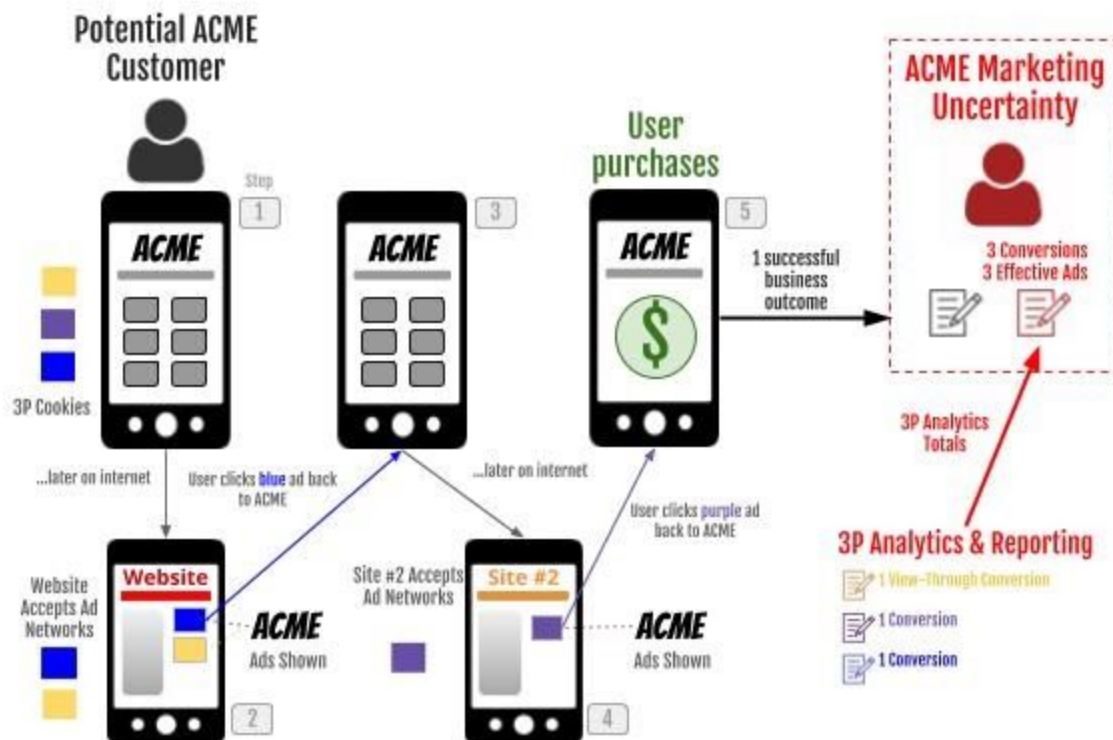 Potential ACME
Customer
Step
1
ACME
3P Cookies
...later on internet
Website
Accepts Ad
Networks
Website
ACME
Ads Shown
2
User clicks blue ad back
to ACME
3
ACME
...later on internet
Site #2 Accepts
Ad Networks
Site #2
ACME
Ads Shown
4
User clicks purple ad
back to ACME
User
purchases
5
ACME
$
1 successful
business
outcome
ACME Marketing
Uncertainty
3 Conversions
3 Effective Ads
3P Analytics
Totals
3P Analytics & Reporting
1 View-Through Conversion
1 Conversion
1 Conversion